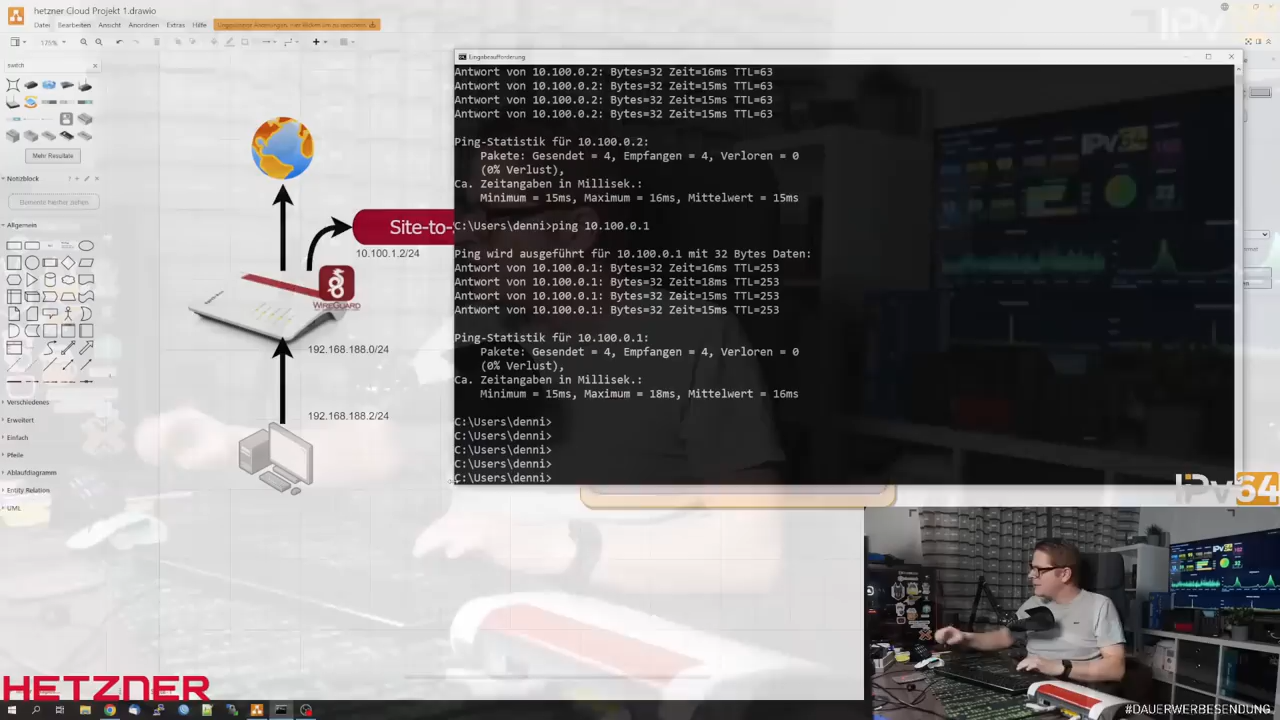 hetzner Cloud Projekt 1.drawio
Datei Bearbeiten Ansicht Anordnen Extras Hilfe
175%
switch
Mehr Resultate
Notizblock
Elemente hierher ziehen
Allgemein
Verschiedenes
Erweitert
Einfach
Pfeile
Ablaufdiagramm
Entity Relation
UML
Site-to-
10.100.1.2/24
WIREGUARD
192.168.188.0/24
192.168.188.2/24
Eingabeaufforderung
Antwort von 10.100.0.2: Bytes=32 Zeit=16ms TTL=63
Antwort von 10.100.0.2: Bytes=32 Zeit=15ms TTL=63
Antwort von 10.100.0.2: Bytes=32 Zeit=15ms TTL=63
Antwort von 10.100.0.2: Bytes=32 Zeit=15ms TTL=63
Ping-Statistik für 10.100.0.2:
Pakete: Gesendet = 4, Empfangen = 4, Verloren = 0
(0% Verlust),
Ca. Zeitangaben in Millisek.:
Minimum = 15ms, Maximum = 16ms, Mittelwert = 15ms
C:\Users\denni>ping 10.100.0.1
Ping wird ausgeführt für 10.100.0.1 mit 32 Bytes Daten:
Antwort von 10.100.0.1: Bytes=32 Zeit=16ms TTL=253
Antwort von 10.100.0.1: Bytes=32 Zeit=18ms TTL=253
Antwort von 10.100.0.1: Bytes=32 Zeit=15ms TTL=253
Antwort von 10.100.0.1: Bytes=32 Zeit=15ms TTL=253
Ping-Statistik für 10.100.0.1:
Pakete: Gesendet = 4, Empfangen = 4, Verloren = 0
(0% Verlust),
Ca. Zeitangaben in Millisek.:
Minimum = 15ms, Maximum = 18ms, Mittelwert = 16ms
C:\Users\denni>
C:\Users\denni>
C:\Users\denni>
C:\Users\denni>
C:\Users\denni>
IPv64
IPv64
HETZNER
#DAUERWERBESENDUNG